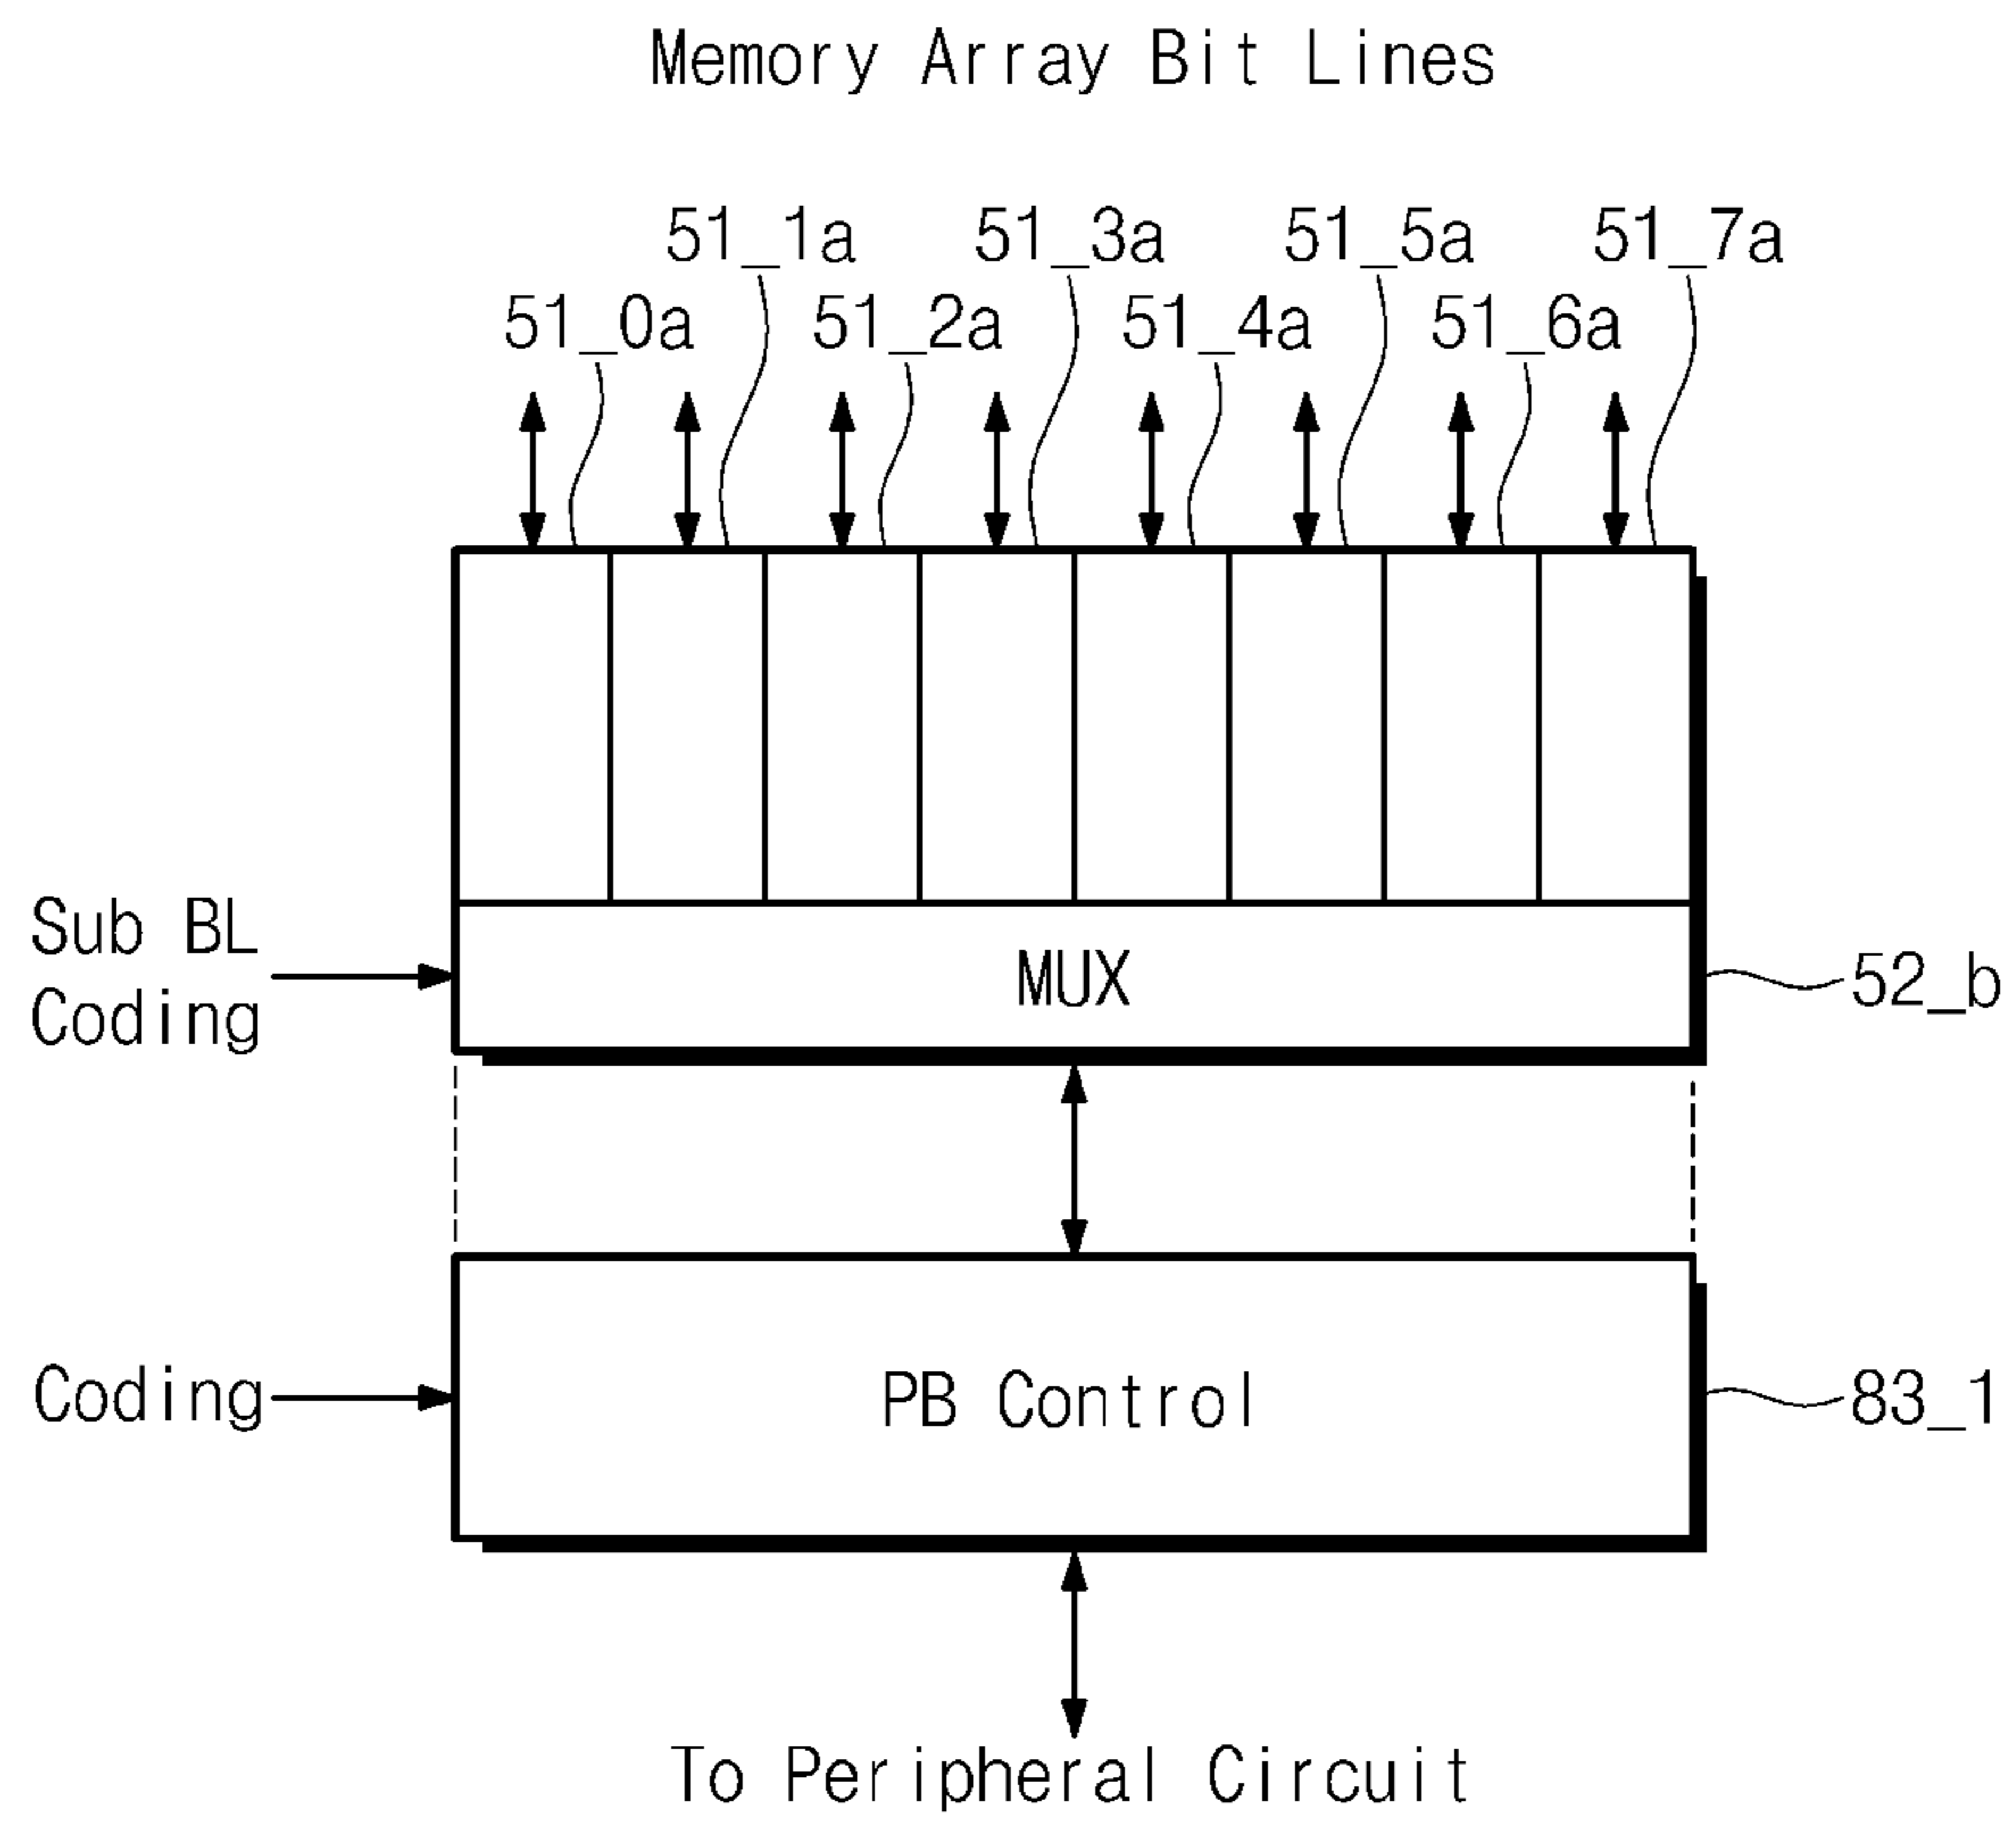 Memory Array Bit Lines
51_1a 51_3a 51_5a 51_7a
51_0a 51_2a 51_4a 51_6a
Sub BL
Coding
MUX
52_b
Coding
PB Control
83_1
To Peripheral Circuit